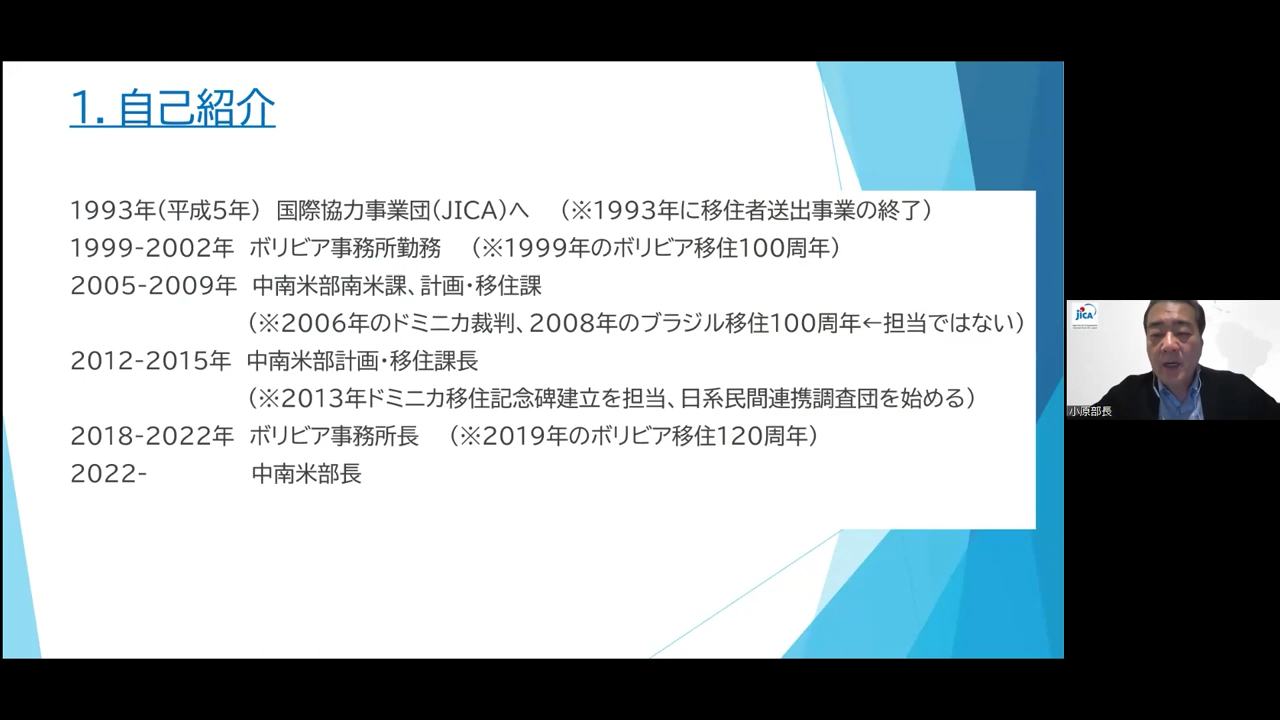 1．自己紹介
1993年（平成5年） 国際協力事業団（JICA）へ （※1993年に移住者送出事業の終了）
1999-2002年 ボリビア事務所勤務 （※1999年のボリビア移住100周年）
2005-2009年 中南米部南米課、計画・移住課
（※2006年のドミニカ裁判、2008年のブラジル移住100周年←担当ではない）
2012-2015年 中南米部計画・移住課長
（※2013年ドミニカ移住記念碑建立を担当、日系民間連携調査団を始める）
2018-2022年 ボリビア事務所長 （※2019年のボリビア移住120周年）
2022- 中南米部長
jICA
小原部長